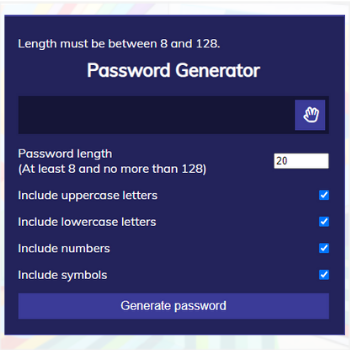 Length must be between 8 and 128.
Password Generator
Password length
(At least 8 and no more than 128)
20
Include uppercase letters
Include lowercase letters
Include numbers
Include symbols
Generate password